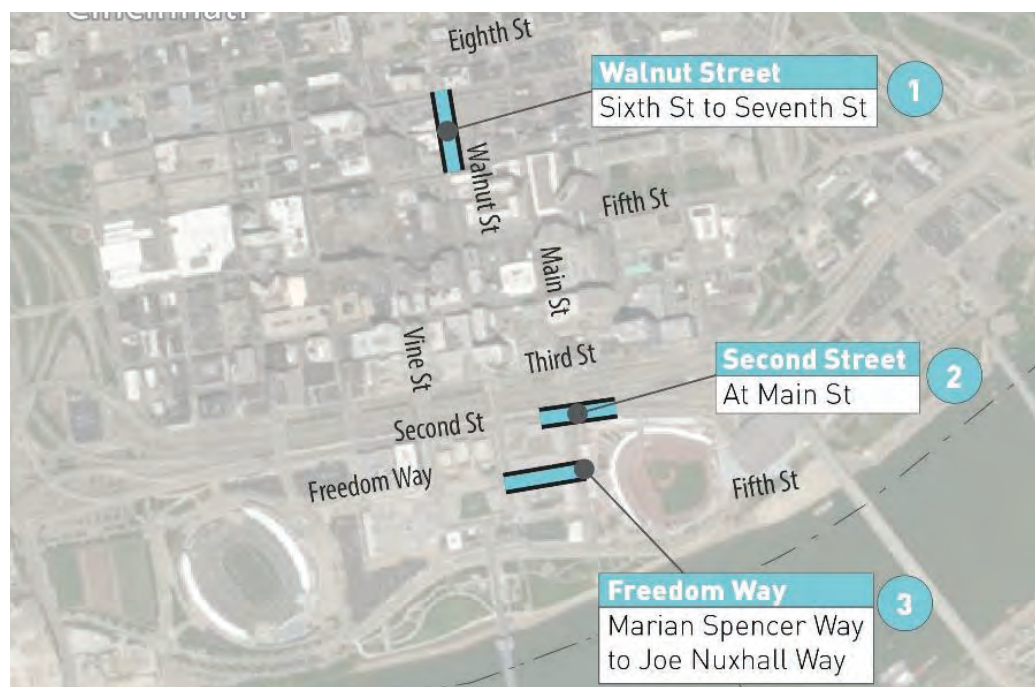 Cincinnati
Eighth St
Walnut Street
Sixth St to Seventh St
1
Walnut St
Fifth St
Main St
Vine St
Third St
Second Street
At Main St
2
Second St
Freedom Way
Fifth St
Freedom Way
Marian Spencer Way
to Joe Nuxhall Way
3